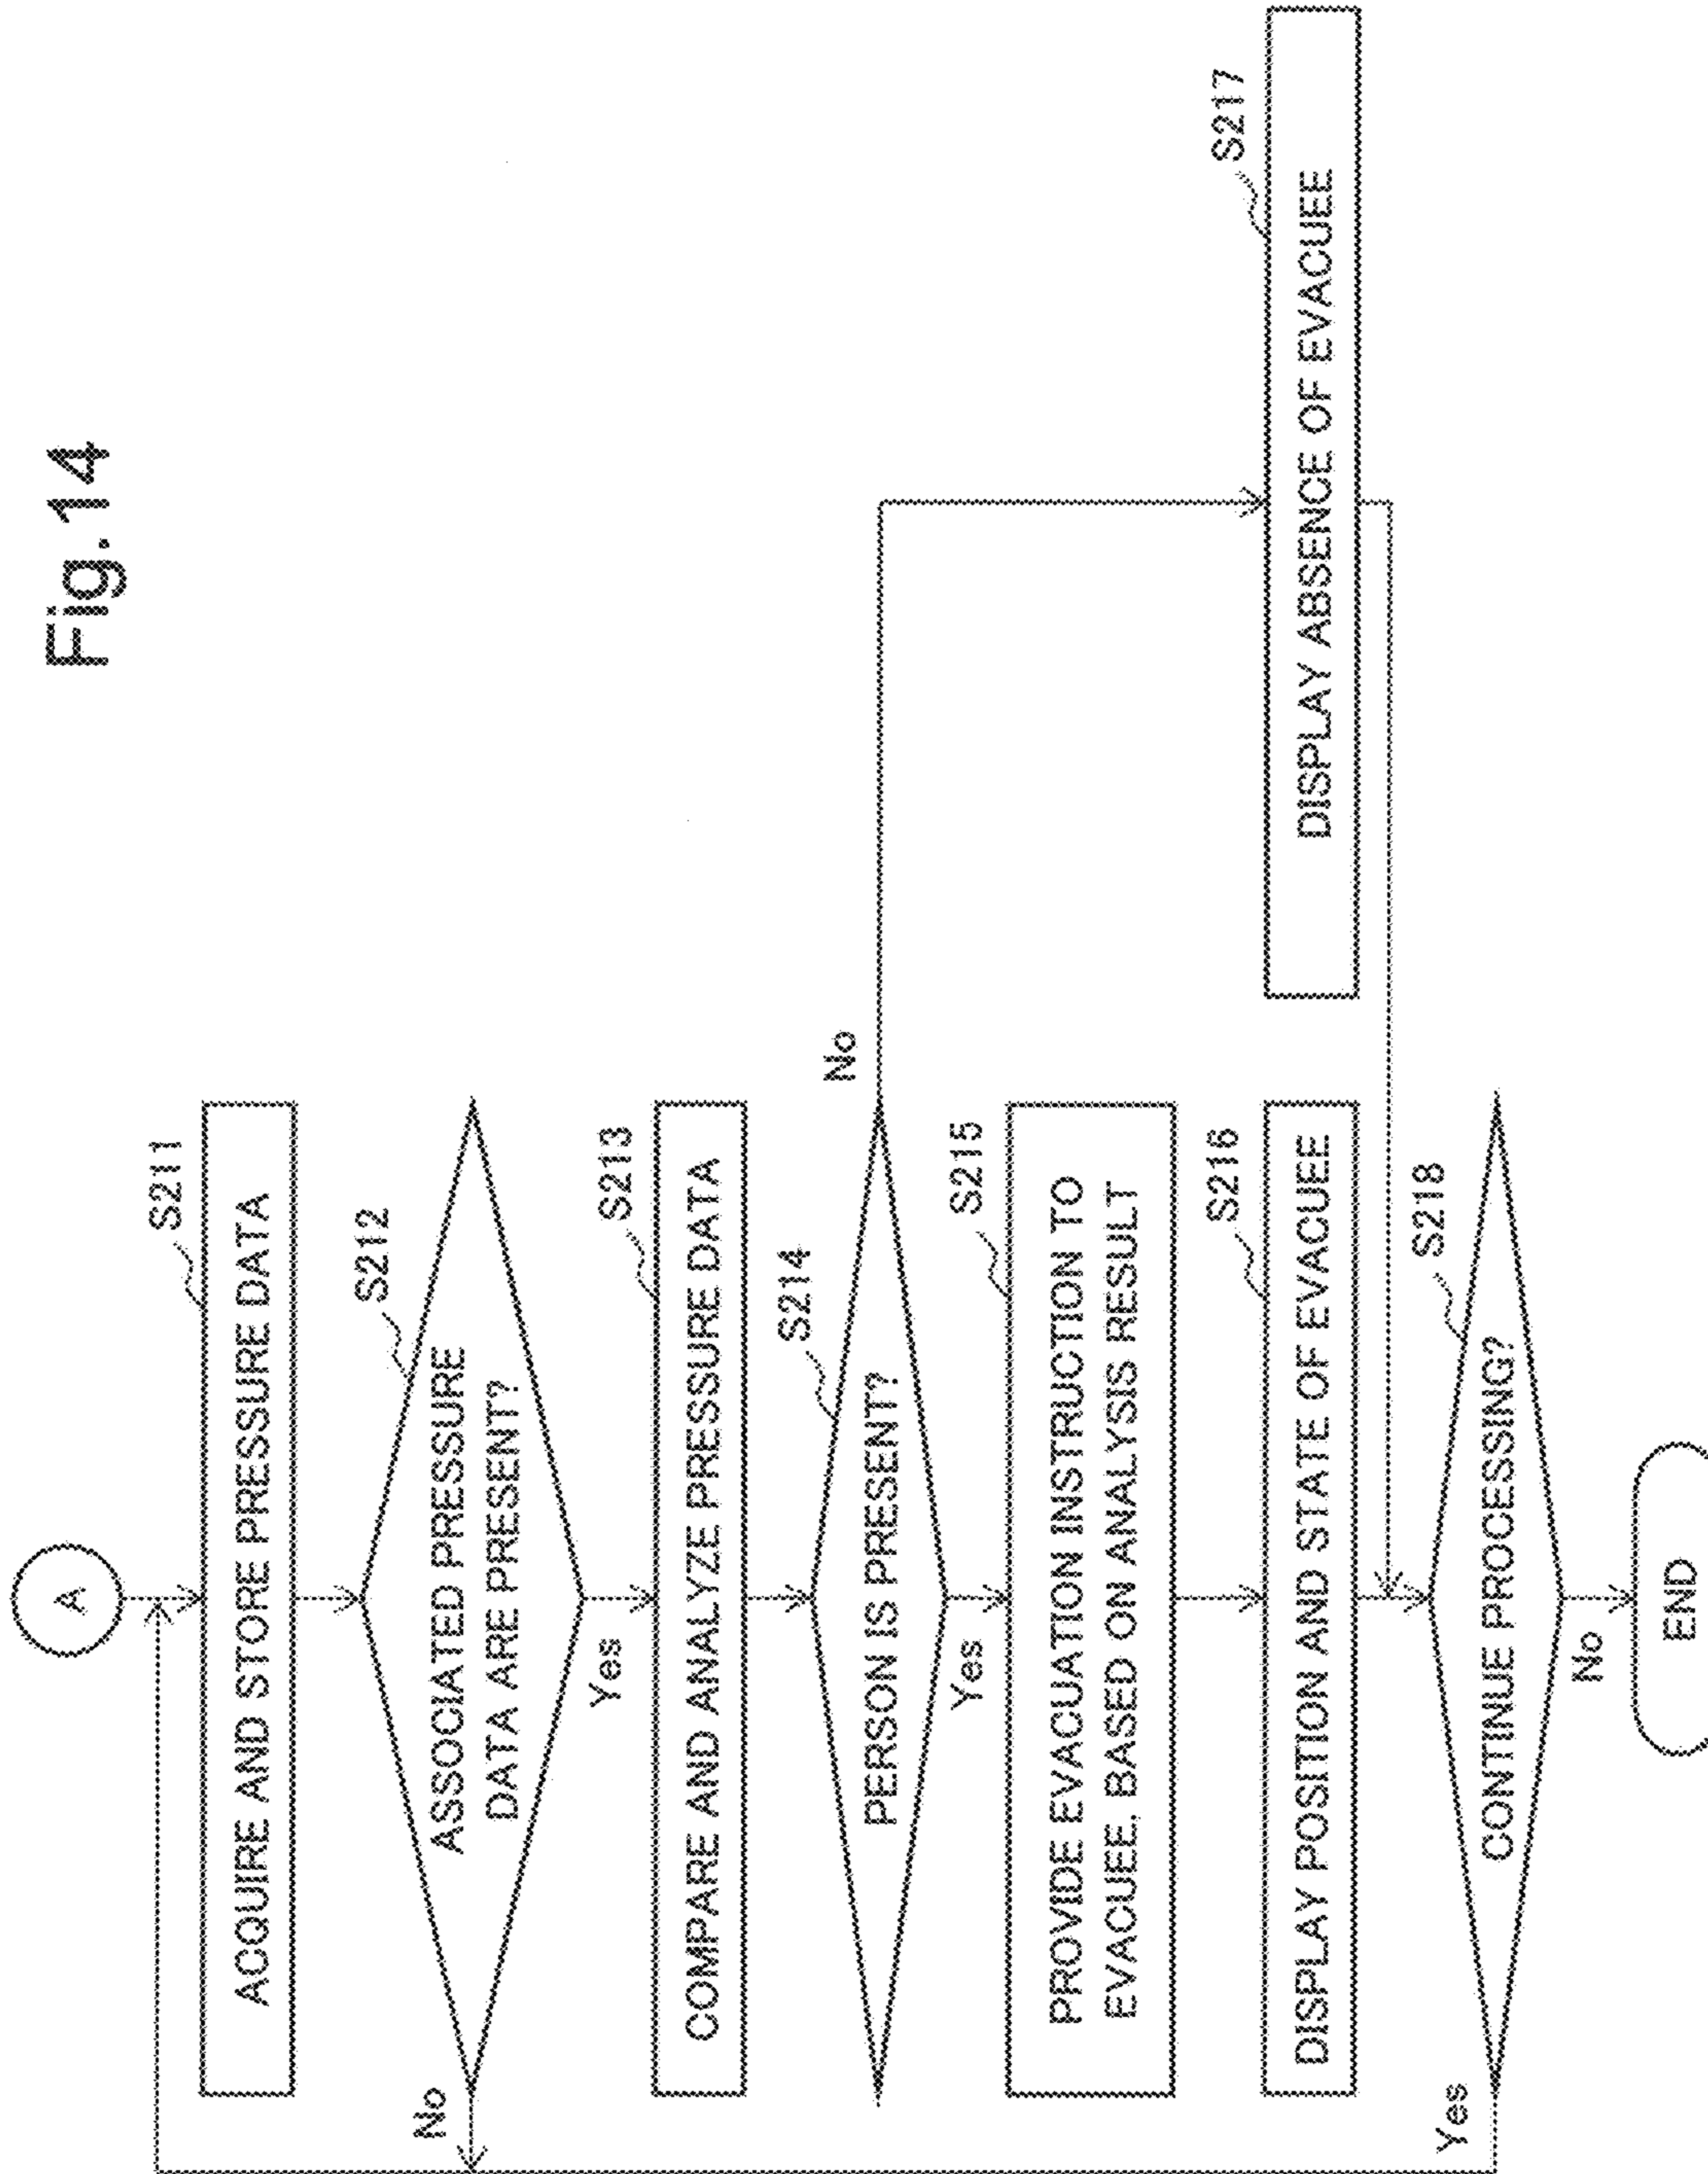 Fig.14
A
S211
ACQUIRE AND STORE PRESSURE DATA
S212
ASSOCIATED PRESSURE
DATA ARE PRESENT?
No
Yes
S213
COMPARE AND ANALYZE PRESSURE DATA
S214
PERSON IS PRESENT?
No
Yes
S215
PROVIDE EVACUATION INSTRUCTION TO
EVACUEE, BASED ON ANALYSIS RESULT
S216
DISPLAY POSITION AND STATE OF EVACUEE
S217
DISPLAY ABSENCE OF EVACUEE
S218
CONTINUE PROCESSING?
Yes
No
END